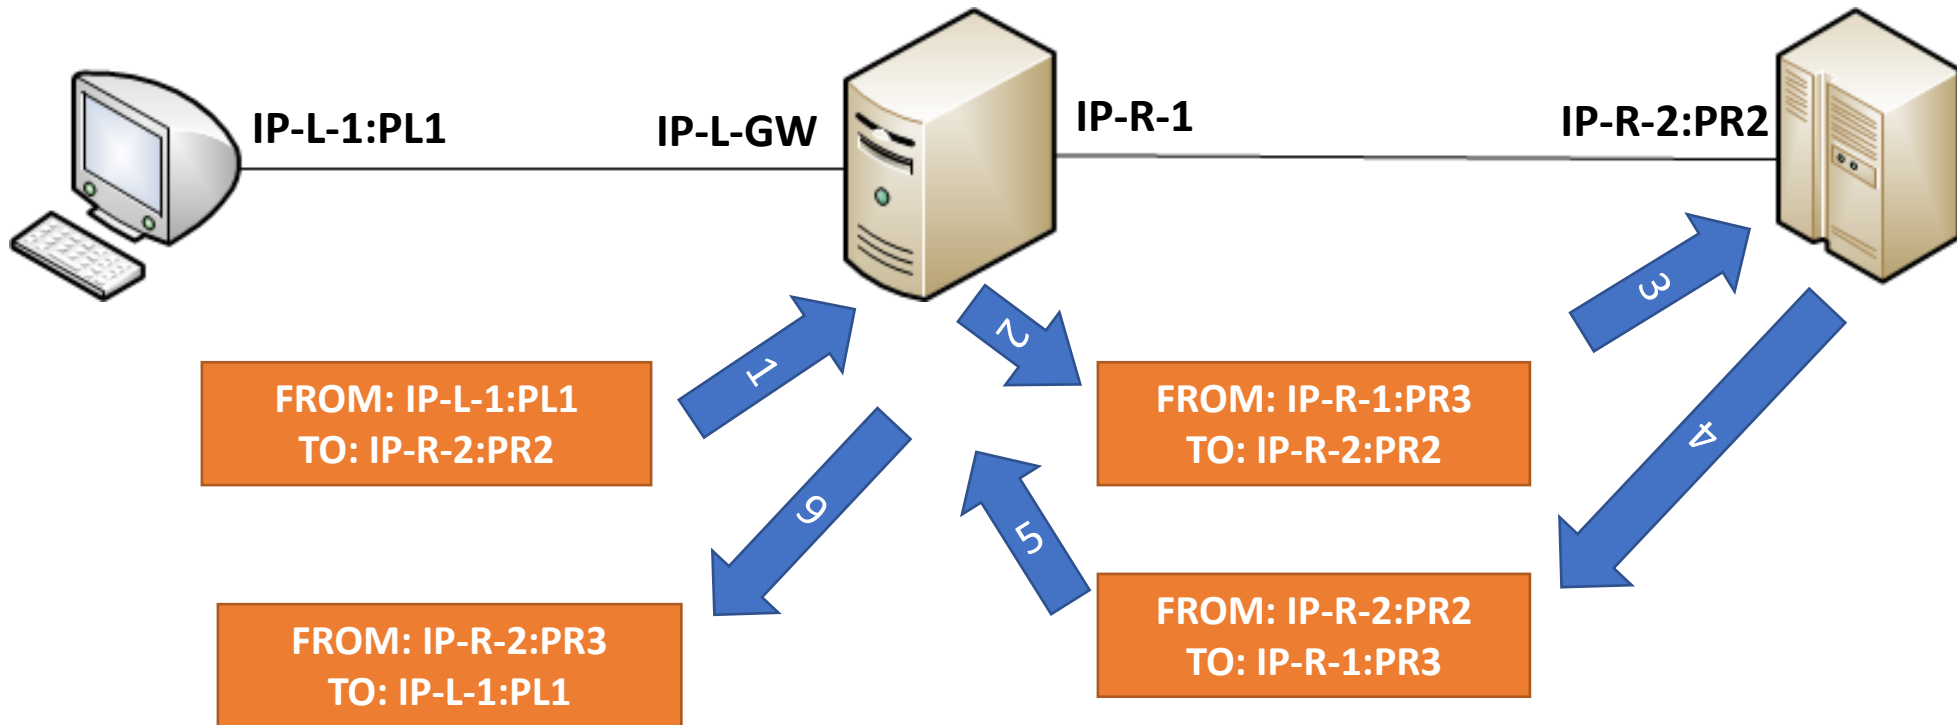 IP-L-1:PL1
IP-L-GW
IP-R-1
IP-R-2:PR2
1
2
3
FROM: IP-L-1:PL1
TO: IP-R-2:PR2
FROM: IP-R-1:PR3
TO: IP-R-2:PR2
4
6
5
FROM: IP-R-2:PR3
TO: IP-L-1:PL1
FROM: IP-R-2:PR2
TO: IP-R-1:PR3